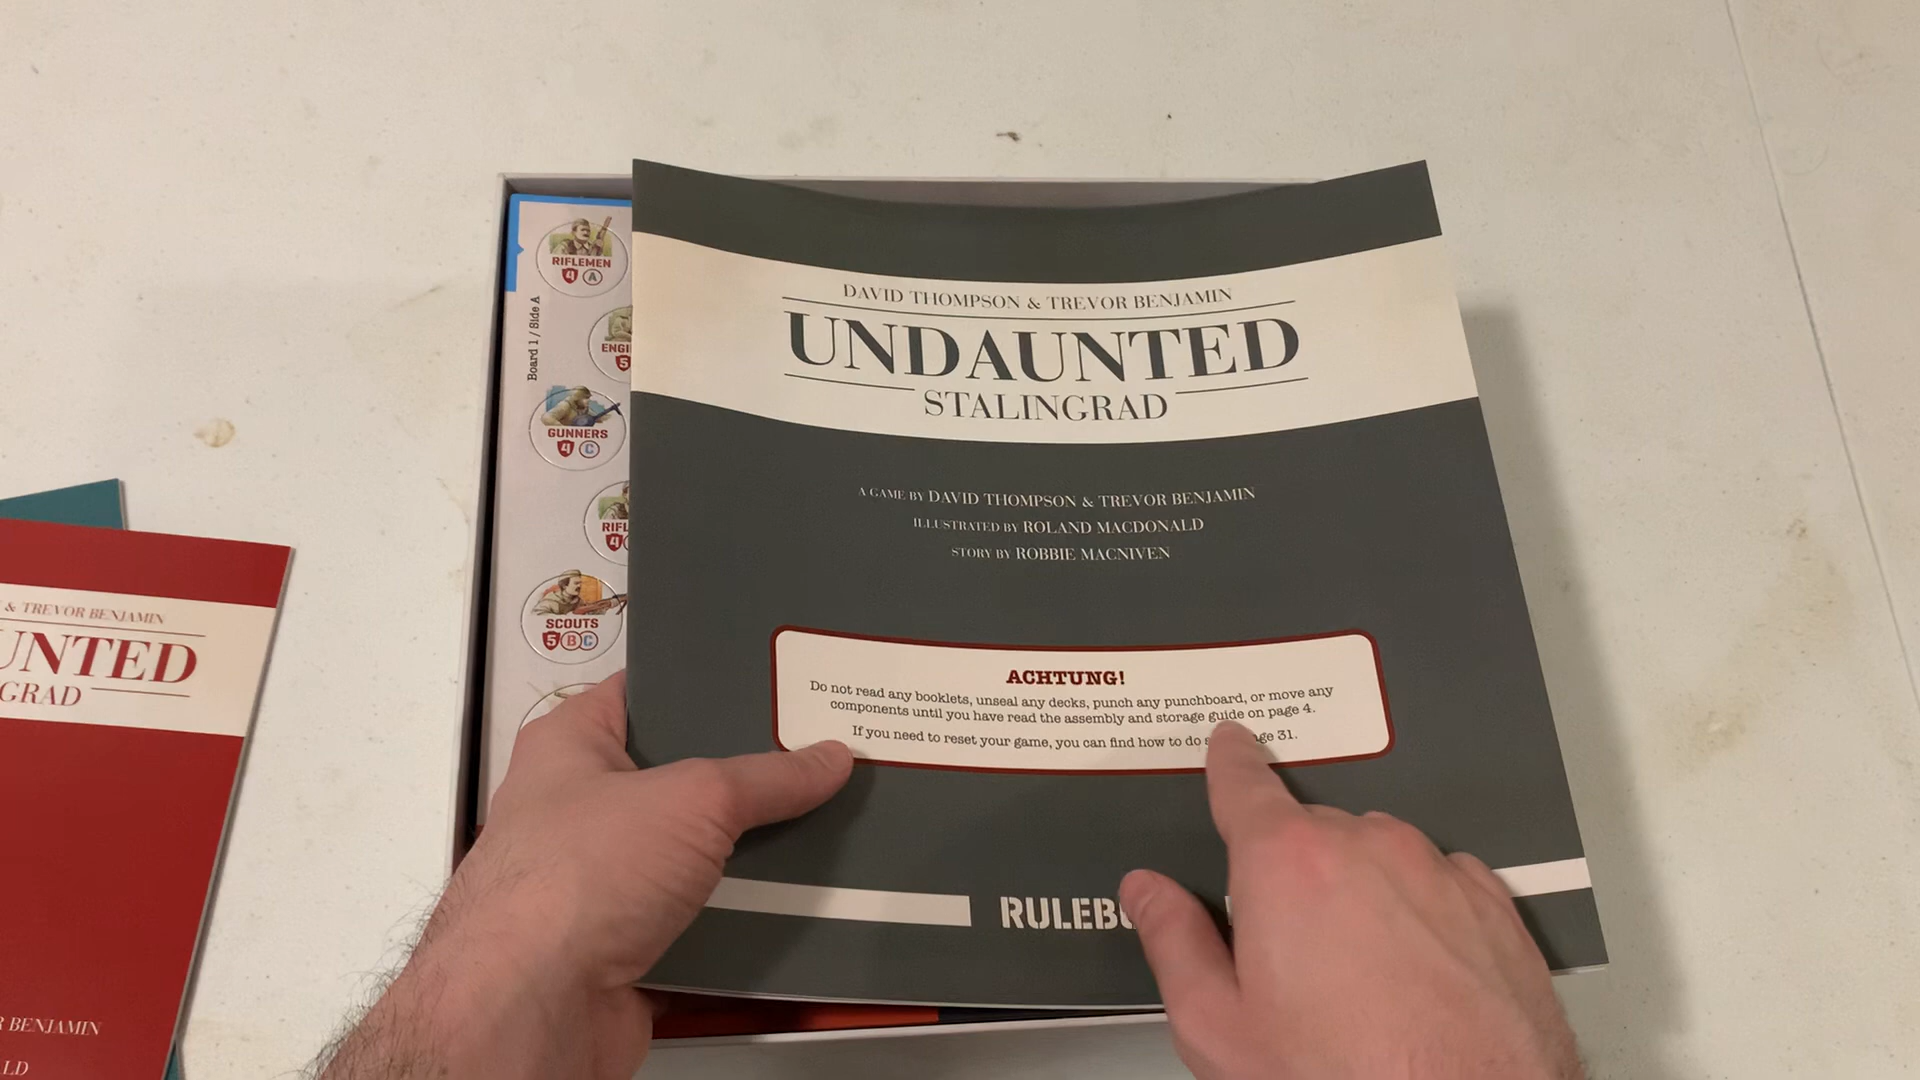 DAVID THOMPSON & TREVOR BENJAMIN
UNDAUNTED
STALINGRAD
A GAME BY DAVID THOMPSON & TREVOR BENJAMIN
ILLUSTRATED BY ROLAND MACDONALD
STORY BY ROBBIE MACNIVEN
ACHTUNG!
Do not read any booklets, unseal any decks, punch any punchboard, or move any
components until you have read the assembly and storage guide on page 4.
If you need to reset your game, you can find how to do 31.
Board 1 / Side A
RIFLEMEN
4 A
5
GUNNERS
4 C
4
SCOUTS
5 B C
& TREVOR BENJAMIN
BENJAMIN